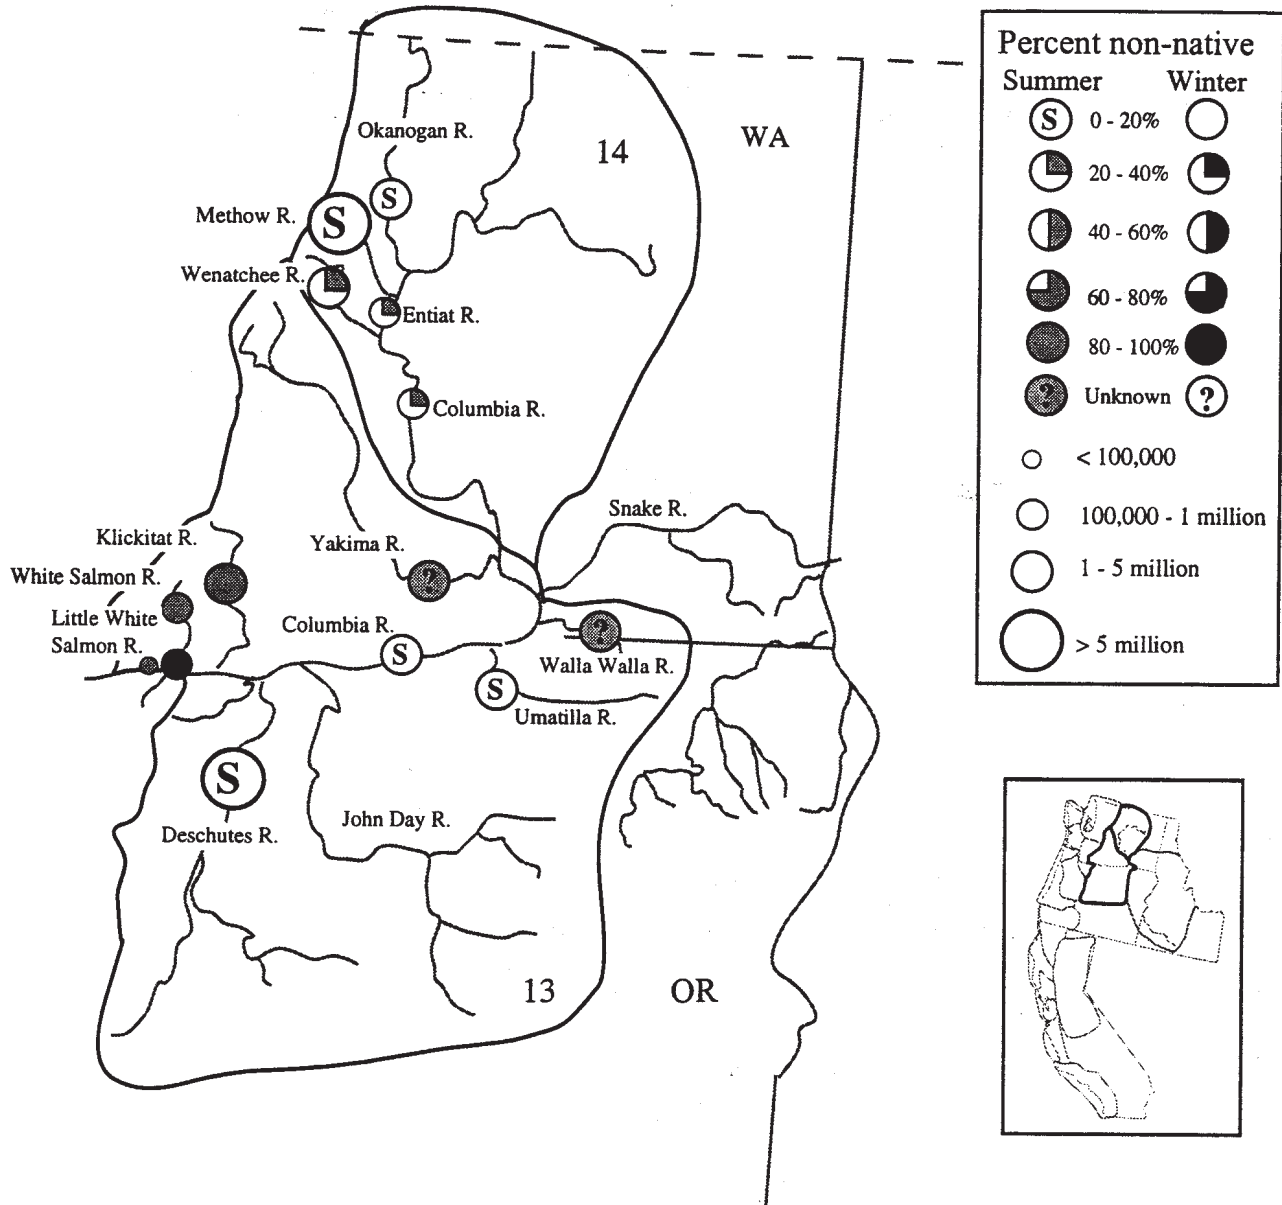 Percent non-native
Summer Winter
S 0 - 20%
20 - 40%
40 - 60%
60 - 80%
80 - 100%
? Unknown ?
< 100,000
100,000 - 1 million
1 - 5 million
> 5 million
Okanogan R.
14
WA
S
Methow R.
S
Wenatchee R.
Entiat R.
Columbia R.
Snake R.
Klickitat R.
Yakima R.
White Salmon R.
?
Little White
Salmon R.
Columbia R.
S
?
Walla Walla R.
S
Umatilla R.
S
Deschutes R.
John Day R.
13
OR